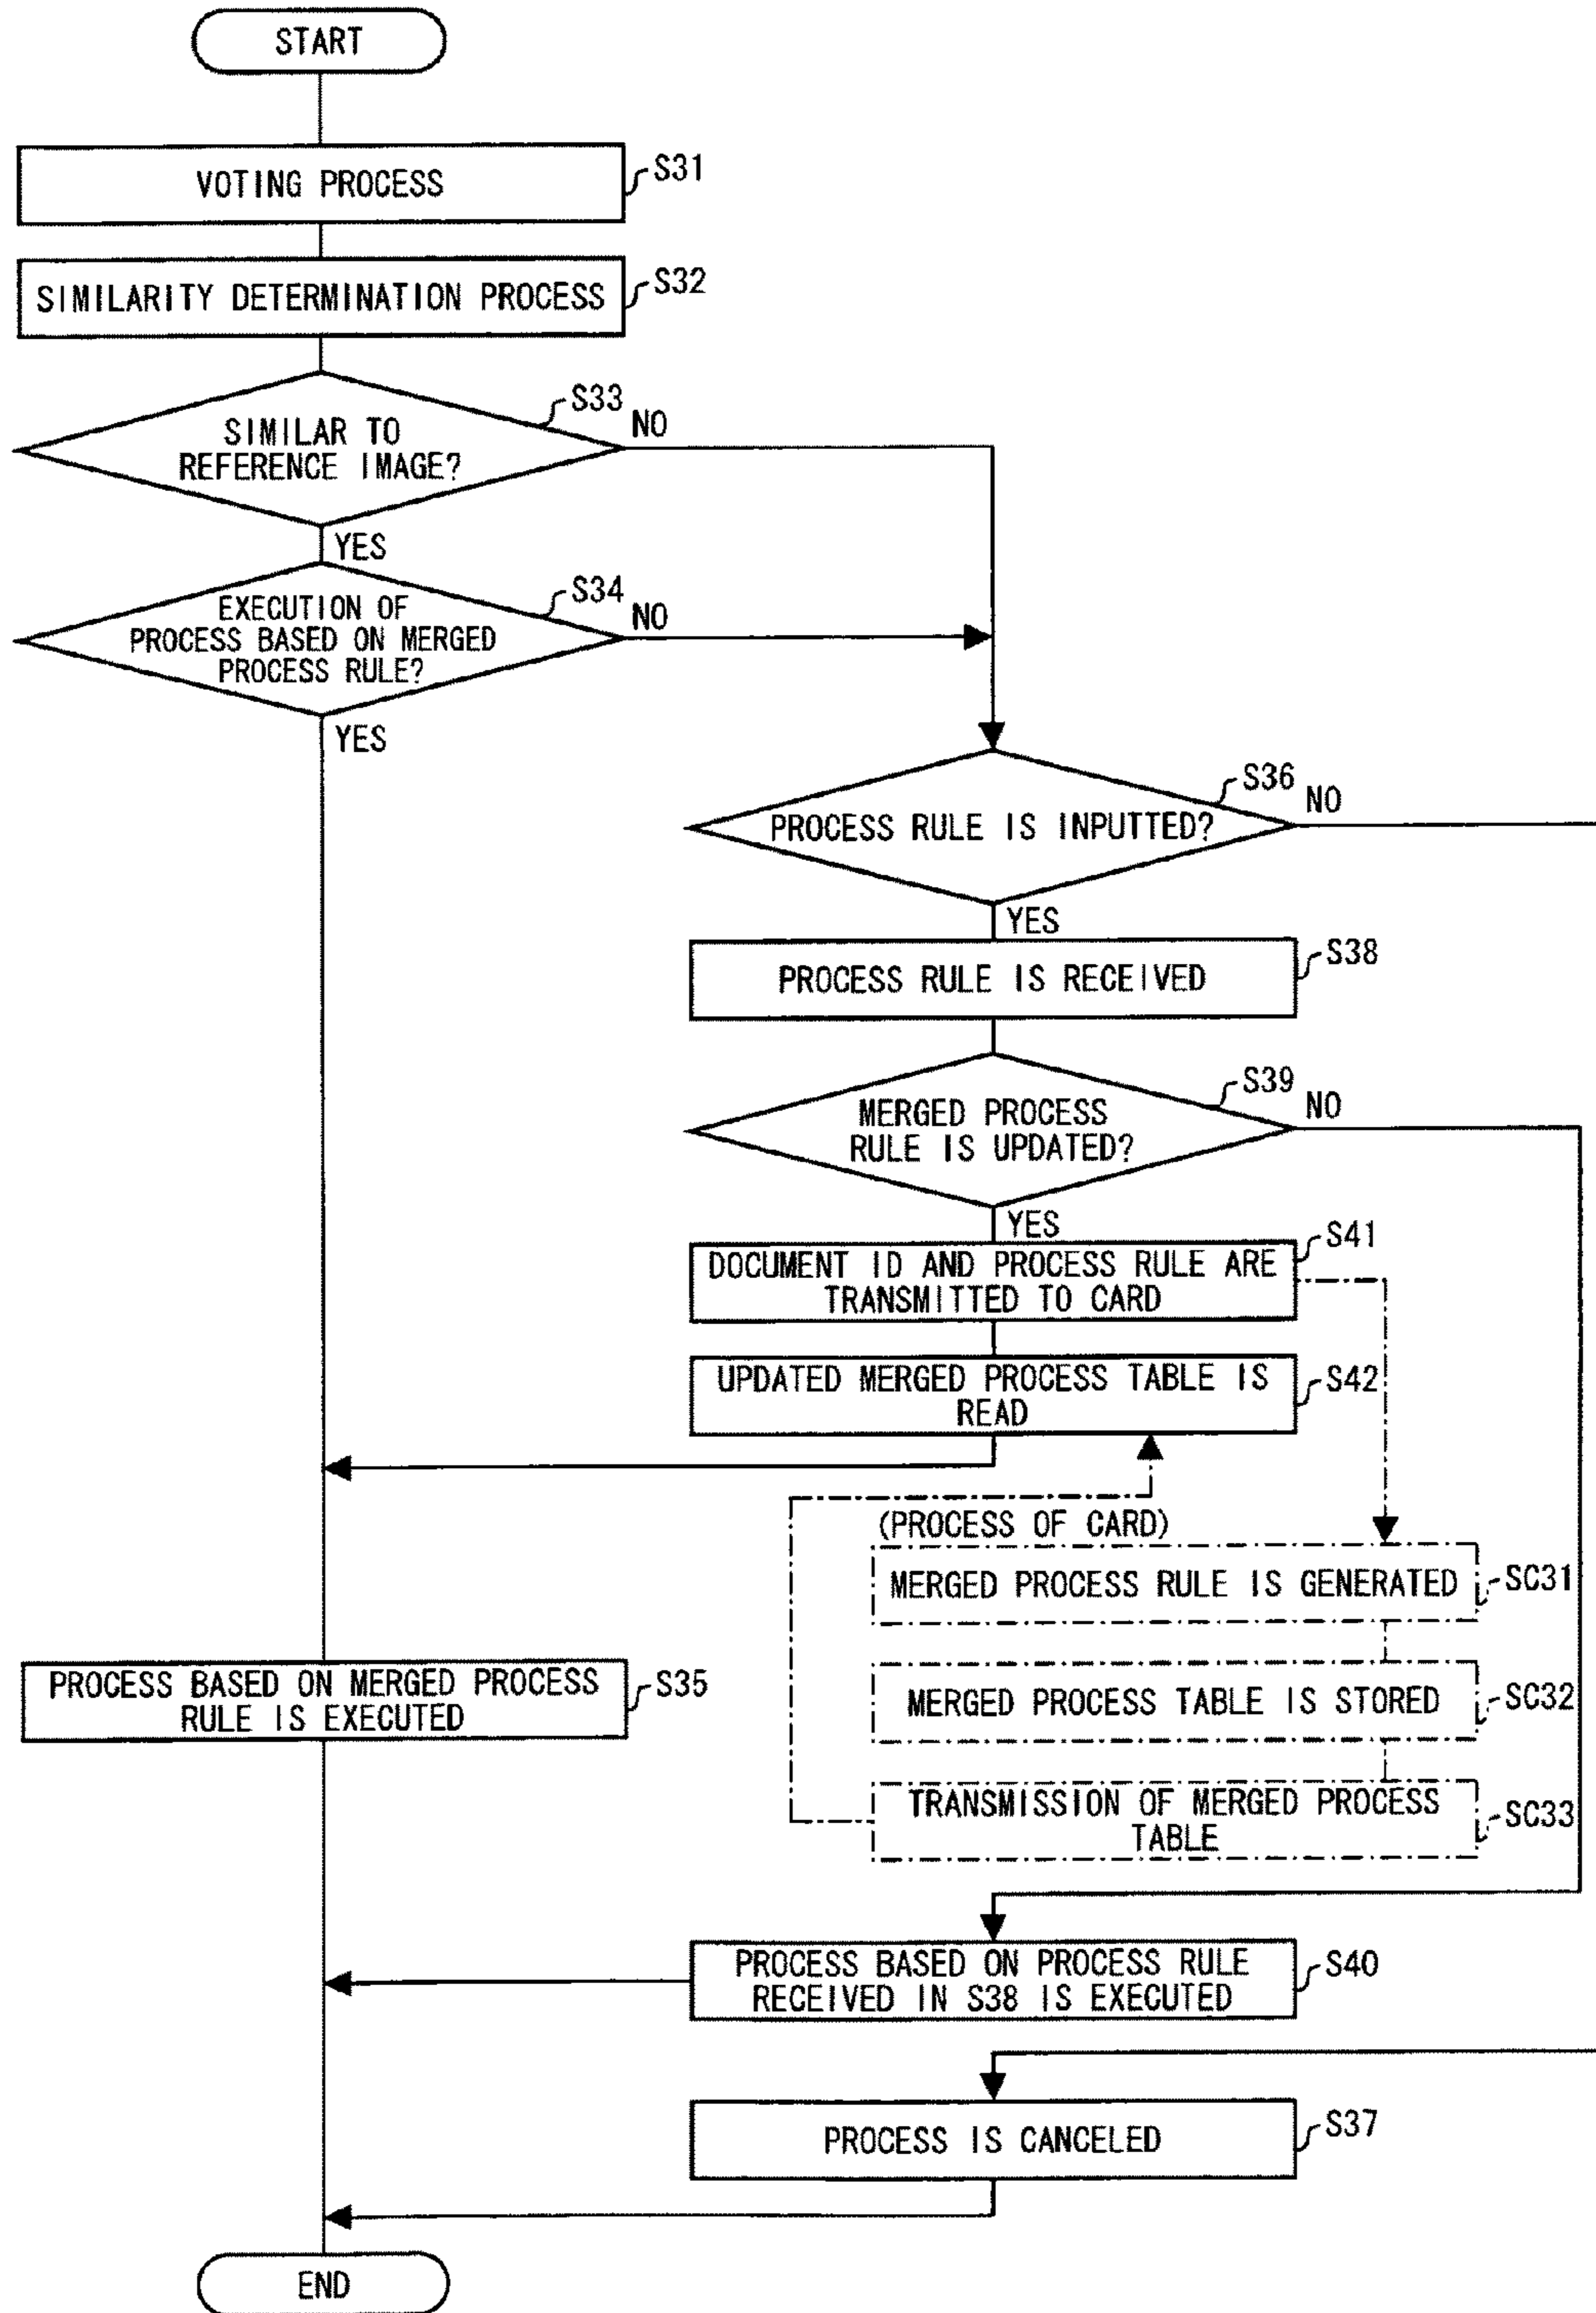 START
VOTING PROCESS
S31
SIMILARITY DETERMINATION PROCESS
S32
S33
SIMILAR TO
REFERENCE IMAGE?
NO
YES
S34
EXECUTION OF
PROCESS BASED ON MERGED
PROCESS RULE?
NO
YES
S36
PROCESS RULE IS INPUTTED?
NO
YES
PROCESS RULE IS RECEIVED
S38
S39
MERGED PROCESS
RULE IS UPDATED?
NO
YES
DOCUMENT ID AND PROCESS RULE ARE
TRANSMITTED TO CARD
S41
UPDATED MERGED PROCESS TABLE IS
READ
S42
(PROCESS OF CARD)
MERGED PROCESS RULE IS GENERATED
SC31
PROCESS BASED ON MERGED PROCESS
RULE IS EXECUTED
S35
MERGED PROCESS TABLE IS STORED
SC32
TRANSMISSION OF MERGED PROCESS
TABLE
SC33
PROCESS BASED ON PROCESS RULE
RECEIVED IN S38 IS EXECUTED
S40
PROCESS IS CANCELED
S37
END